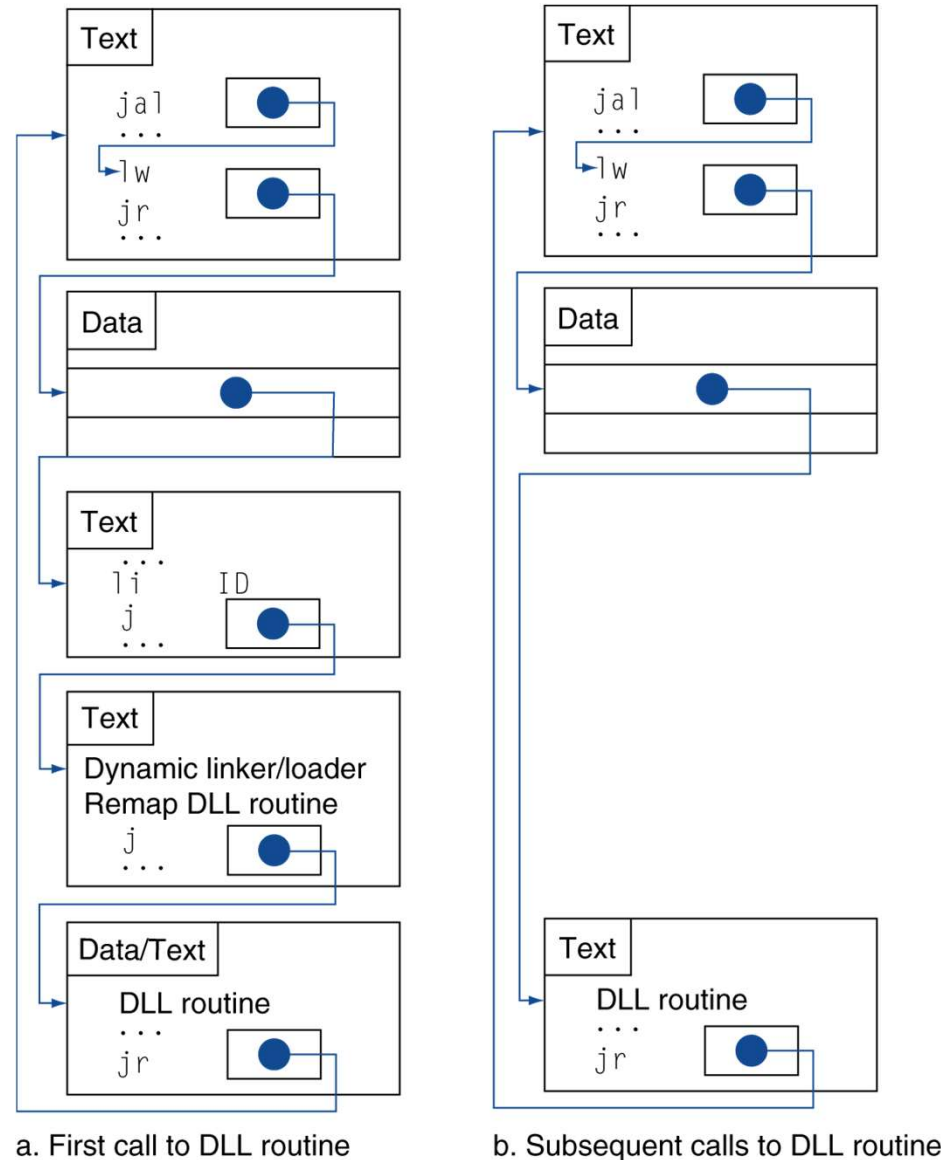 Text
jal
...
lw
jr
...
Data
Text
...
li ID
j
...
Text
Dynamic linker/loader
Remap DLL routine
j
...
Data/Text
DLL routine
...
jr
a. First call to DLL routine
Text
jal
...
lw
jr
...
Data
Text
DLL routine
...
jr
b. Subsequent calls to DLL routine